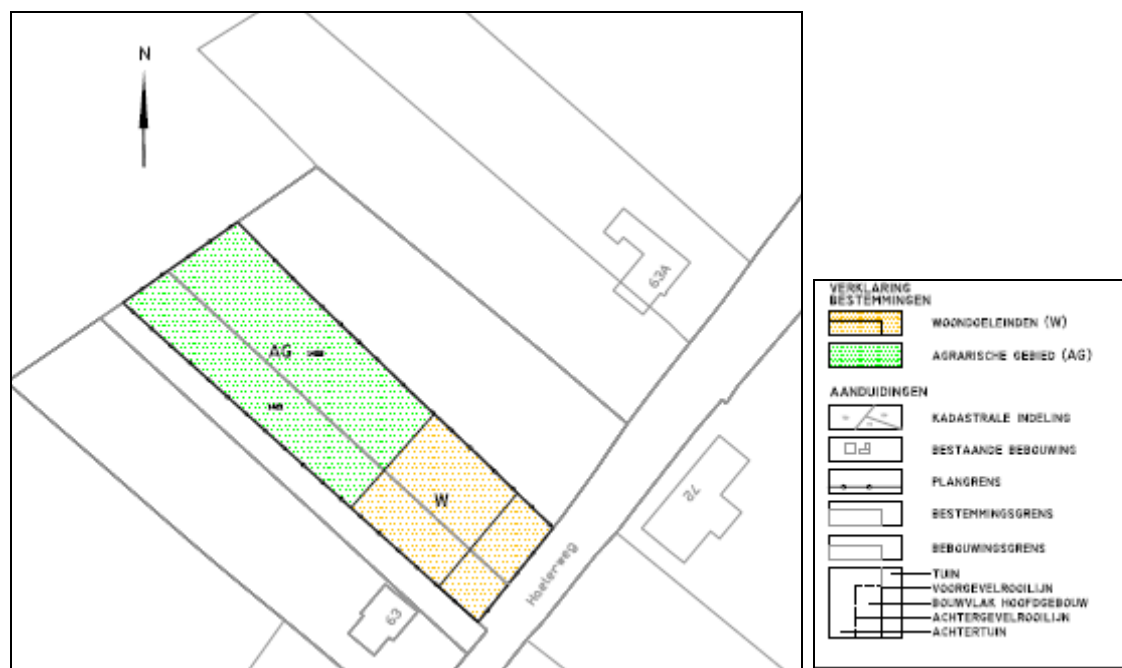 N
63A
AG
W
72
Hoelerweg
63
VERKLARING
BESTEMMINGEN
WOONDOELEINDEN (W)
AGRARISCHE GEBIED (AG)
AANDUIDINGEN
KADASTRALE INDELING
BESTAANDE BEBOUWING
PLANGRENS
BESTEMMINGSGRENS
BEBOUWINGSGRENS
TUIN
VOORGEVELROOILIJN
BOUWVLAK HOOFDGEBOUW
ACHTERGEVELROOILIJN
ACHTERTUIN